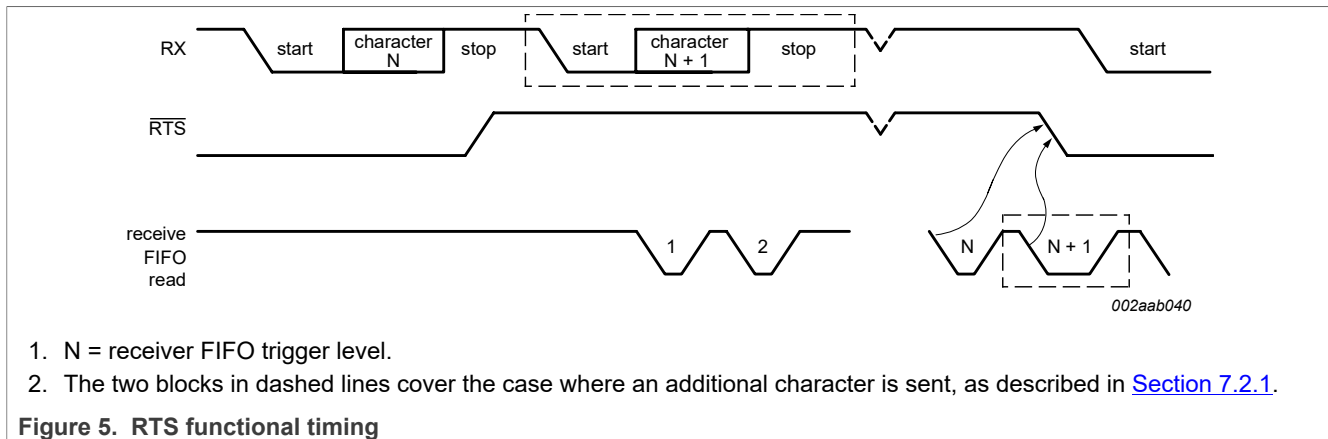 RX start character N stop start character N + 1 stop start
RTS
receive FIFO read 1 2 N N + 1
002aab040
1. N = receiver FIFO trigger level.
2. The two blocks in dashed lines cover the case where an additional character is sent, as described in Section 7.2.1.
Figure 5. RTS functional timing